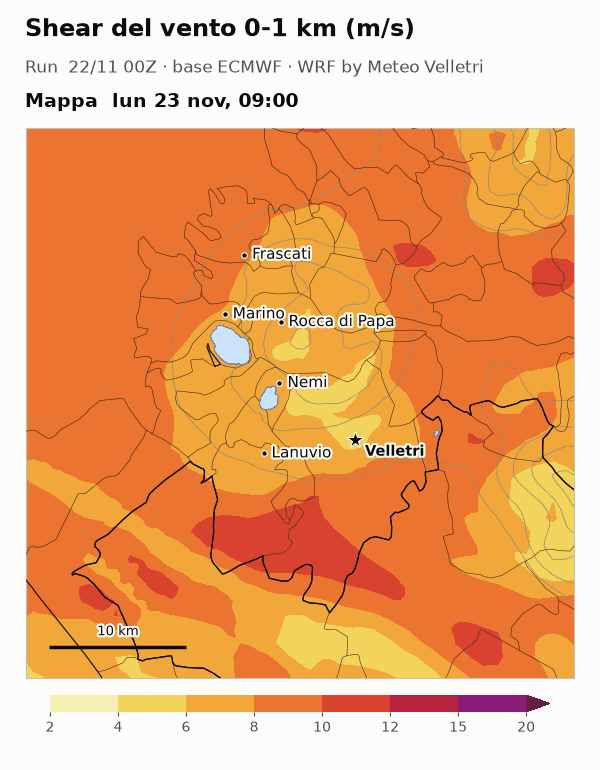 Shear del vento 0-1 km (m/s)
Run  22/11 00Z · base ECMWF · WRF by Meteo Velletri
Mappa  lun 23 nov, 09:00
Frascati
Marino
Rocca di Papa
Nemi
Velletri
Lanuvio
10 km
2 4 6 8 10 12 15 20